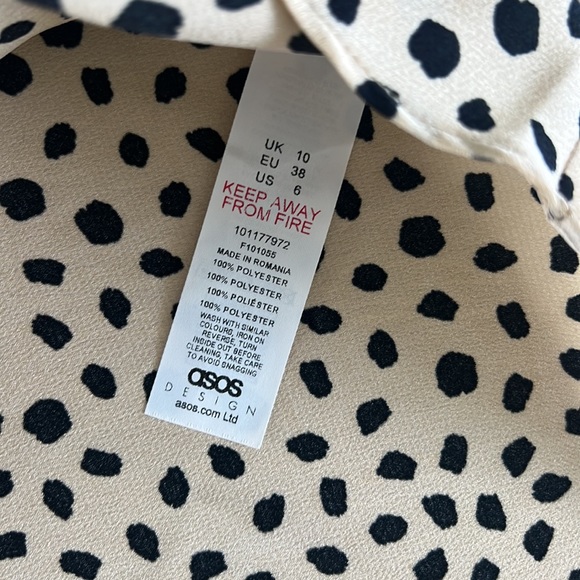 UK 10
EU 38
US 6
KEEP AWAY
FROM FIRE
101177972
F101055
MADE IN ROMANIA
100% POLYESTER
100% POLYESTER
100% POLIÉSTER
100% POLYESTER
WASH WITH SIMILAR
COLOURS, IRON ON
REVERSE, TURN
INSIDE OUT BEFORE
CLEANING, TAKE CARE
TO AVOID SNAGGING
asos
DESIGN
asos.com Ltd